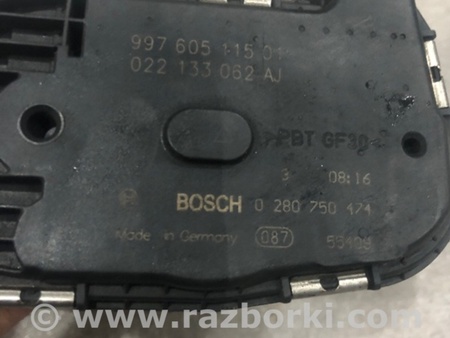 997 605 115 01
022 133 062 AJ
>PBT GF30<
3 08:16
BOSCH 0 280 750 474
Made in Germany 087
© www.razborki.com